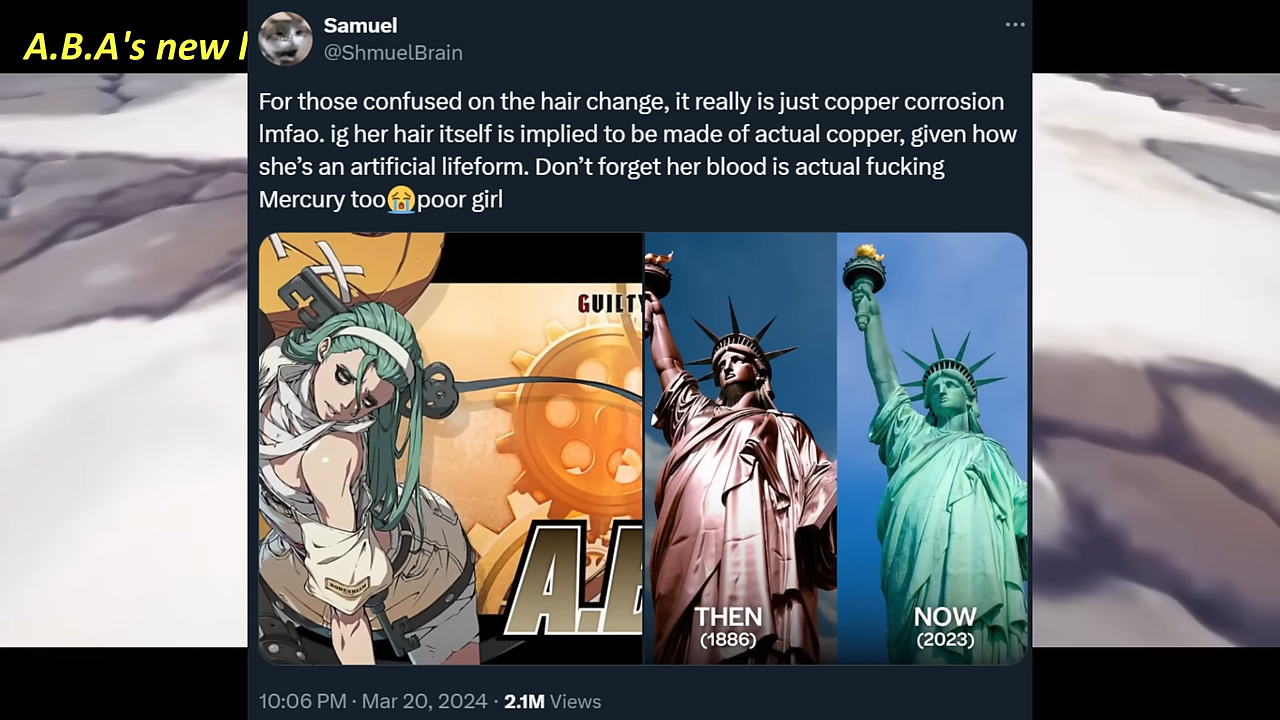 A.B.A's new
Samuel
@ShmuelBrain
For those confused on the hair change, it really is just copper corrosion
lmfao. ig her hair itself is implied to be made of actual copper, given how
she’s an artificial lifeform. Don’t forget her blood is actual fucking
Mercury too😭poor girl
GUILTY
A.B
THEN
(1886)
NOW
(2023)
10:06 PM · Mar 20, 2024 · 2.1M Views